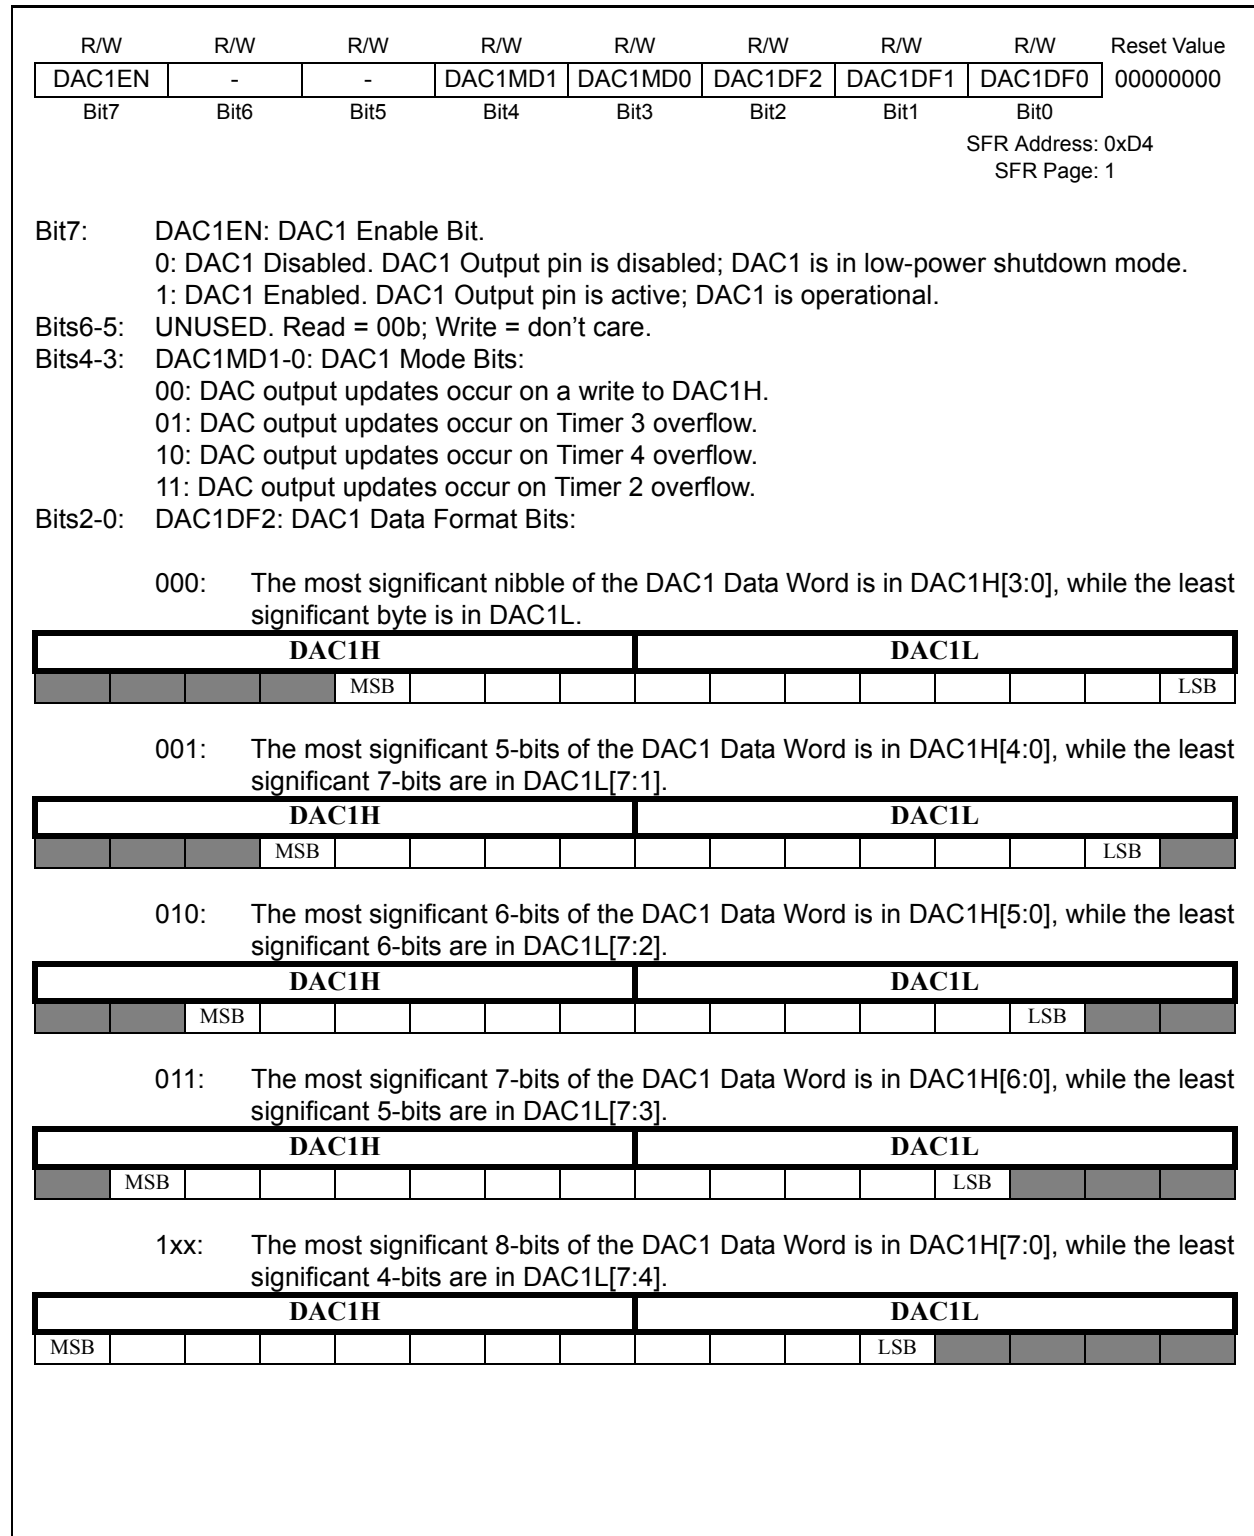 R/W R/W R/W R/W R/W R/W R/W R/W Reset Value
DAC1EN - - DAC1MD1 DAC1MD0 DAC1DF2 DAC1DF1 DAC1DF0 00000000
Bit7 Bit6 Bit5 Bit4 Bit3 Bit2 Bit1 Bit0
SFR Address: 0xD4
SFR Page: 1
Bit7: DAC1EN: DAC1 Enable Bit.
0: DAC1 Disabled. DAC1 Output pin is disabled; DAC1 is in low-power shutdown mode.
1: DAC1 Enabled. DAC1 Output pin is active; DAC1 is operational.
Bits6-5: UNUSED. Read = 00b; Write = don’t care.
Bits4-3: DAC1MD1-0: DAC1 Mode Bits:
00: DAC output updates occur on a write to DAC1H.
01: DAC output updates occur on Timer 3 overflow.
10: DAC output updates occur on Timer 4 overflow.
11: DAC output updates occur on Timer 2 overflow.
Bits2-0: DAC1DF2: DAC1 Data Format Bits:
000: The most significant nibble of the DAC1 Data Word is in DAC1H[3:0], while the least
significant byte is in DAC1L.
DAC1H DAC1L
MSB LSB
001: The most significant 5-bits of the DAC1 Data Word is in DAC1H[4:0], while the least
significant 7-bits are in DAC1L[7:1].
DAC1H DAC1L
MSB LSB
010: The most significant 6-bits of the DAC1 Data Word is in DAC1H[5:0], while the least
significant 6-bits are in DAC1L[7:2].
DAC1H DAC1L
MSB LSB
011: The most significant 7-bits of the DAC1 Data Word is in DAC1H[6:0], while the least
significant 5-bits are in DAC1L[7:3].
DAC1H DAC1L
MSB LSB
1xx: The most significant 8-bits of the DAC1 Data Word is in DAC1H[7:0], while the least
significant 4-bits are in DAC1L[7:4].
DAC1H DAC1L
MSB LSB